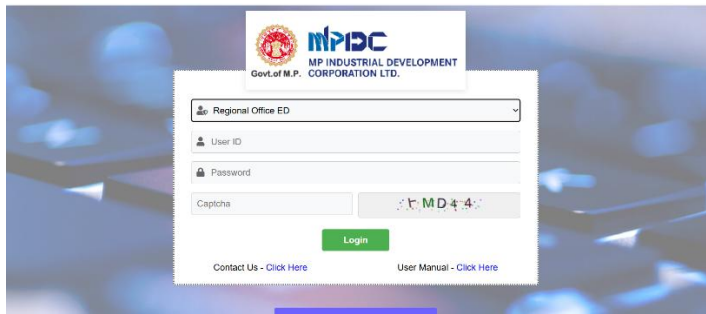 MPIDC
MP INDUSTRIAL DEVELOPMENT
Govt.of M.P. CORPORATION LTD.
Regional Office ED
User ID
Password
Captcha
Login
Contact Us - Click Here
User Manual - Click Here